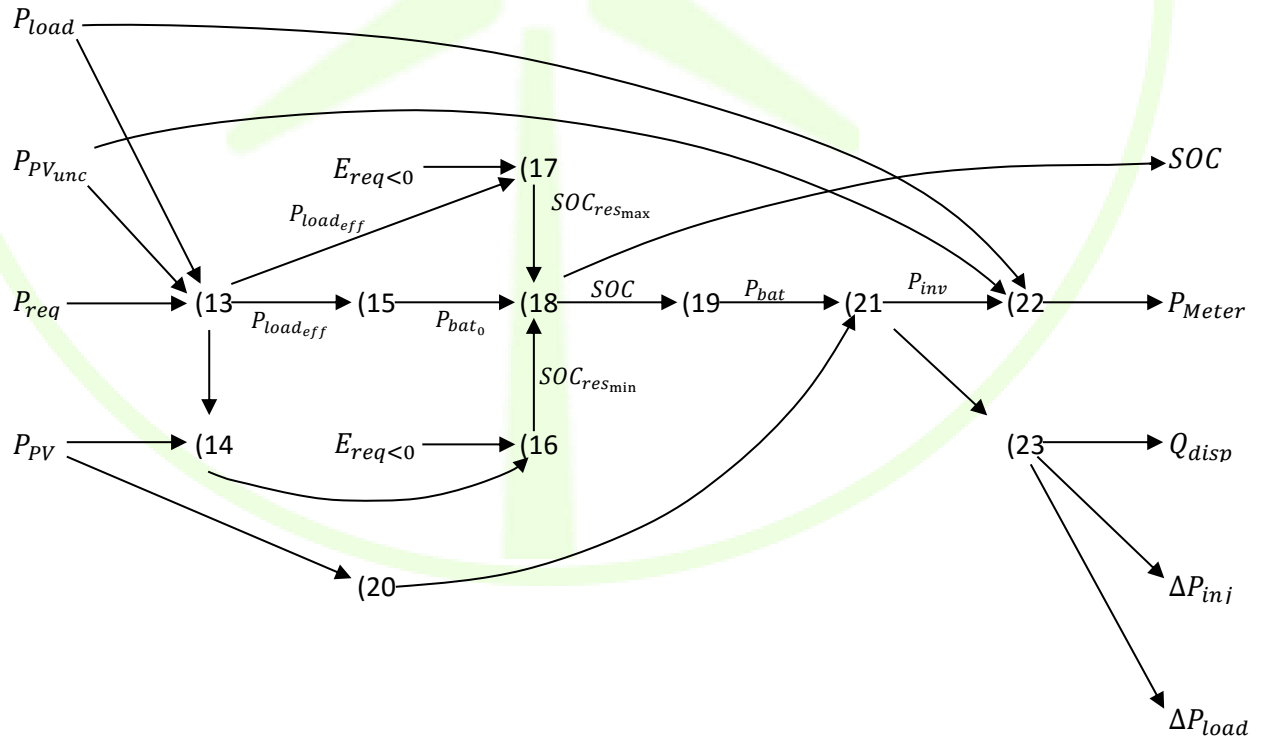 P_load
P_PV_unc
E_req<0
(17
SOC
P_load_eff
SOC_res_max
P_req
(13
P_load_eff
(15
P_bat_0
(18
SOC
(19
P_bat
(21
P_inv
(22
P_Meter
SOC_res_min
P_PV
(14
E_req<0
(16
(23
Q_disp
(20
ΔP_inj
ΔP_load